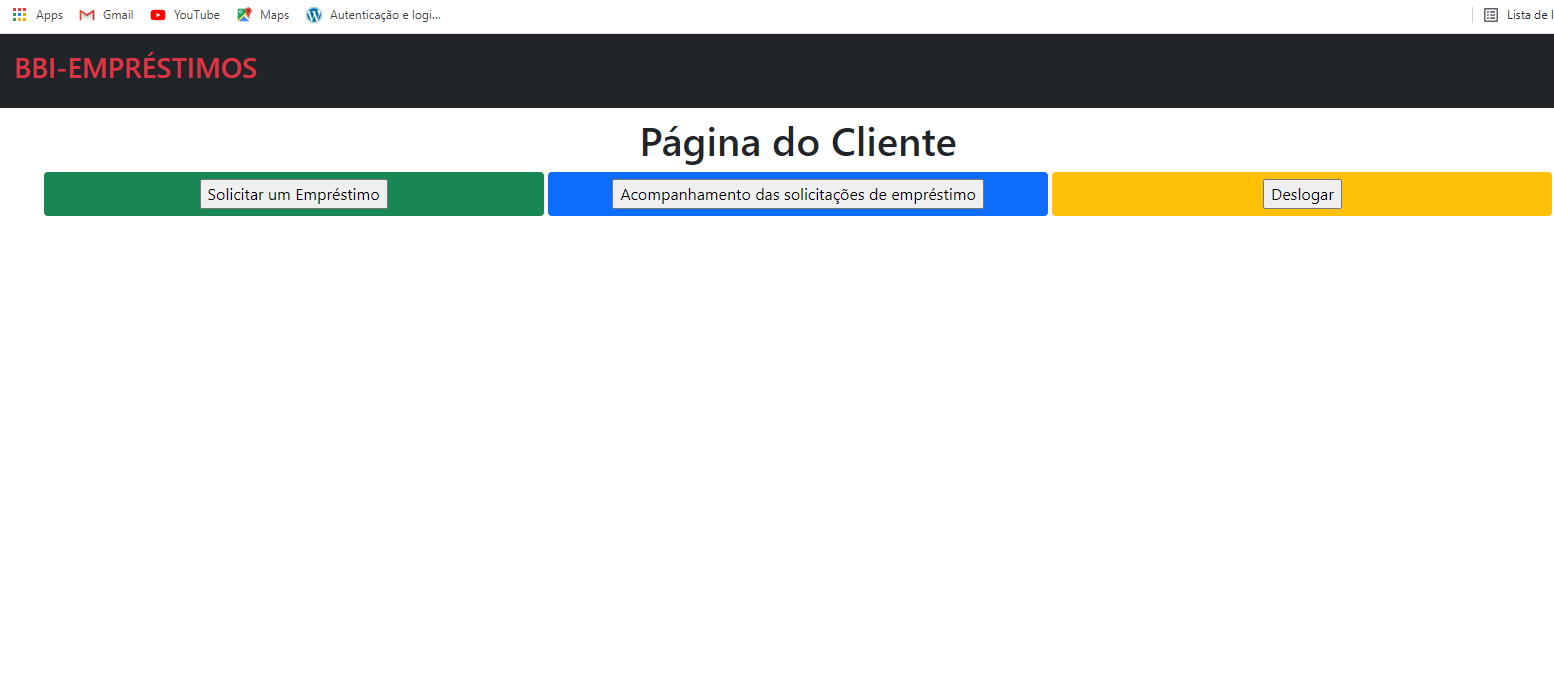 Apps Gmail YouTube Maps Autenticação e logi... Lista de l
BBI-EMPRÉSTIMOS
Página do Cliente
Solicitar um Empréstimo Acompanhamento das solicitações de empréstimo Deslogar